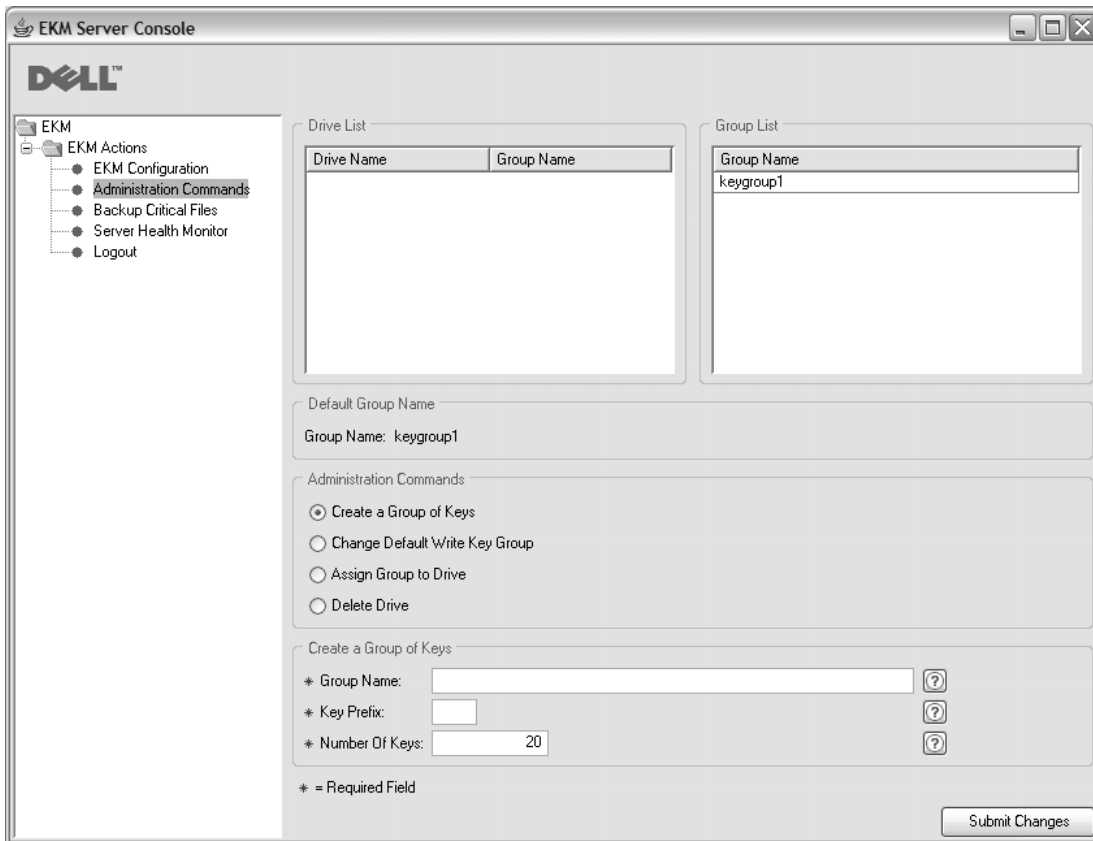 EKM Server Console
DELL™
EKM
EKM Actions
EKM Configuration
Administration Commands
Backup Critical Files
Server Health Monitor
Logout
Drive List
Drive Name Group Name
Group List
Group Name
keygroup1
Default Group Name
Group Name: keygroup1
Administration Commands
Create a Group of Keys
Change Default Write Key Group
Assign Group to Drive
Delete Drive
Create a Group of Keys
* Group Name: ?
* Key Prefix: ?
* Number Of Keys: 20 ?
* = Required Field
Submit Changes